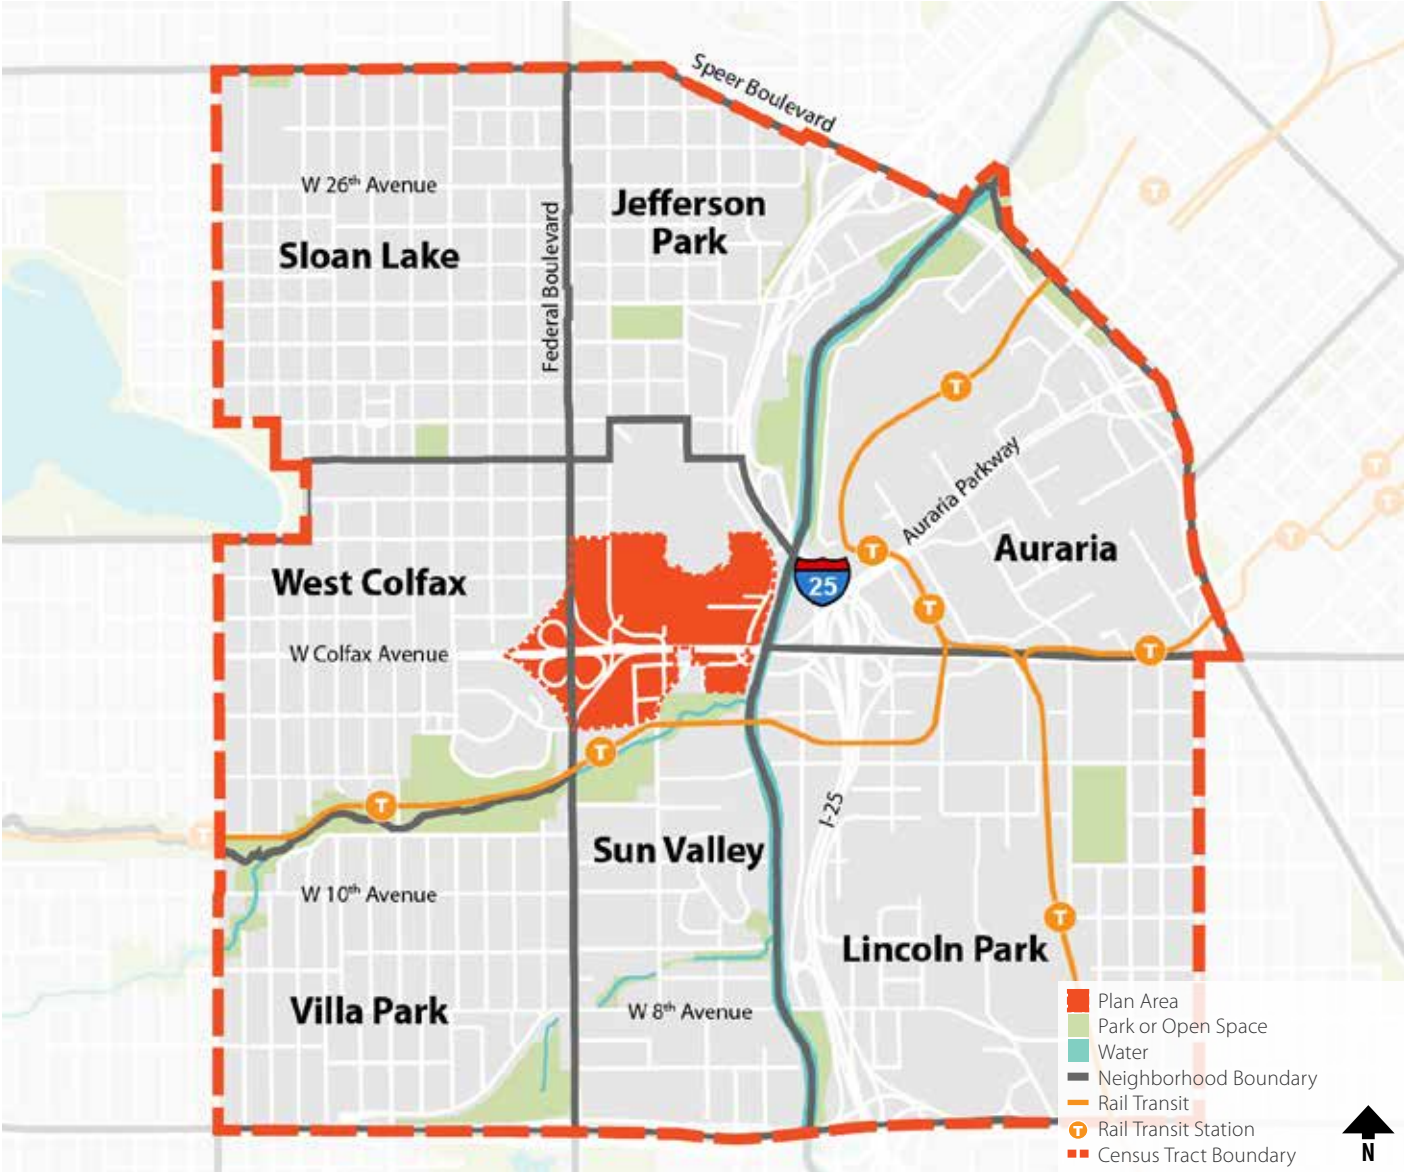 Speer Boulevard
W 26th Avenue
Jefferson
Park
Sloan Lake
Federal Boulevard
T
T
Auraria Parkway
T
T
T
Auraria
T
25
West Colfax
T
W Colfax Avenue
T
T
T
T
I-25
Sun Valley
W 10th Avenue
T
Lincoln Park
Villa Park
W 8th Avenue
Plan Area
Park or Open Space
Water
Neighborhood Boundary
Rail Transit
T Rail Transit Station
Census Tract Boundary
N